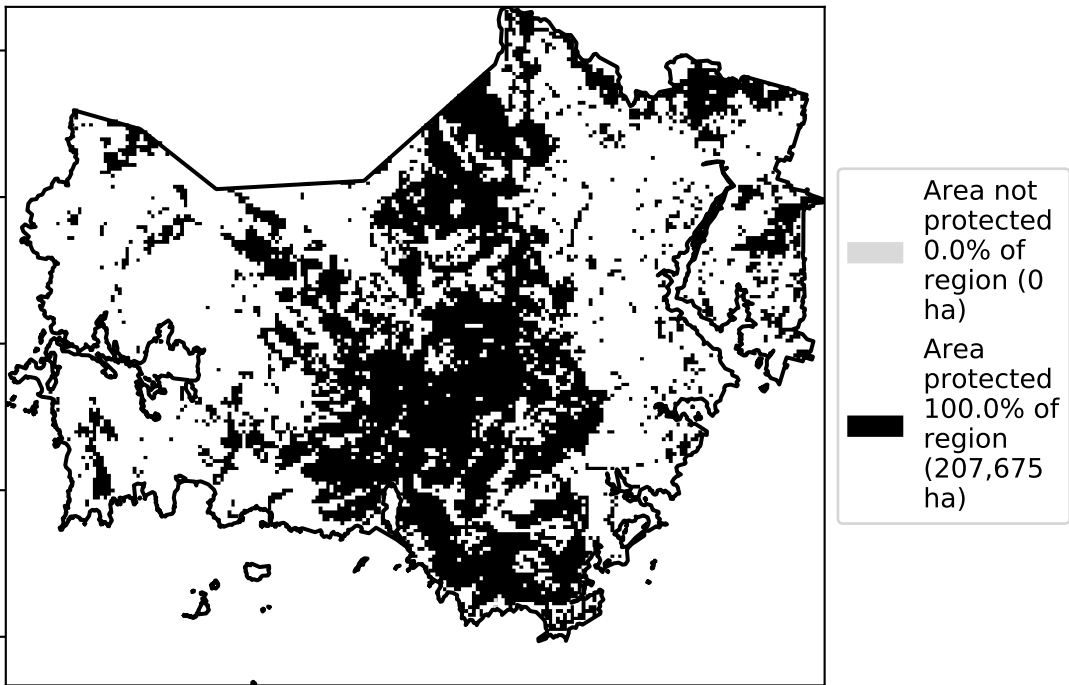 Area not
protected
0.0% of
region (0
ha)
Area
protected
100.0% of
region
(207,675
ha)